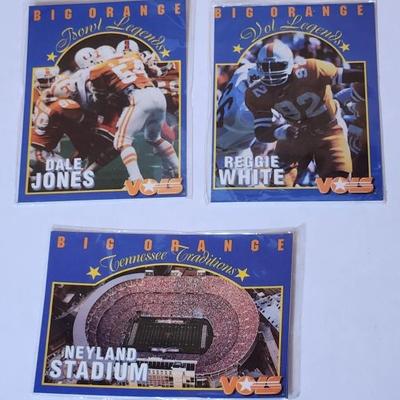 BIG ORANGE
Bowl Legends
DALE
JONES
VOLS
BIG ORANGE
Vol Legends
92
REGGIE
WHITE
VOLS
BIG ORANGE
Tennessee Traditions
NEYLAND
STADIUM
VOLS